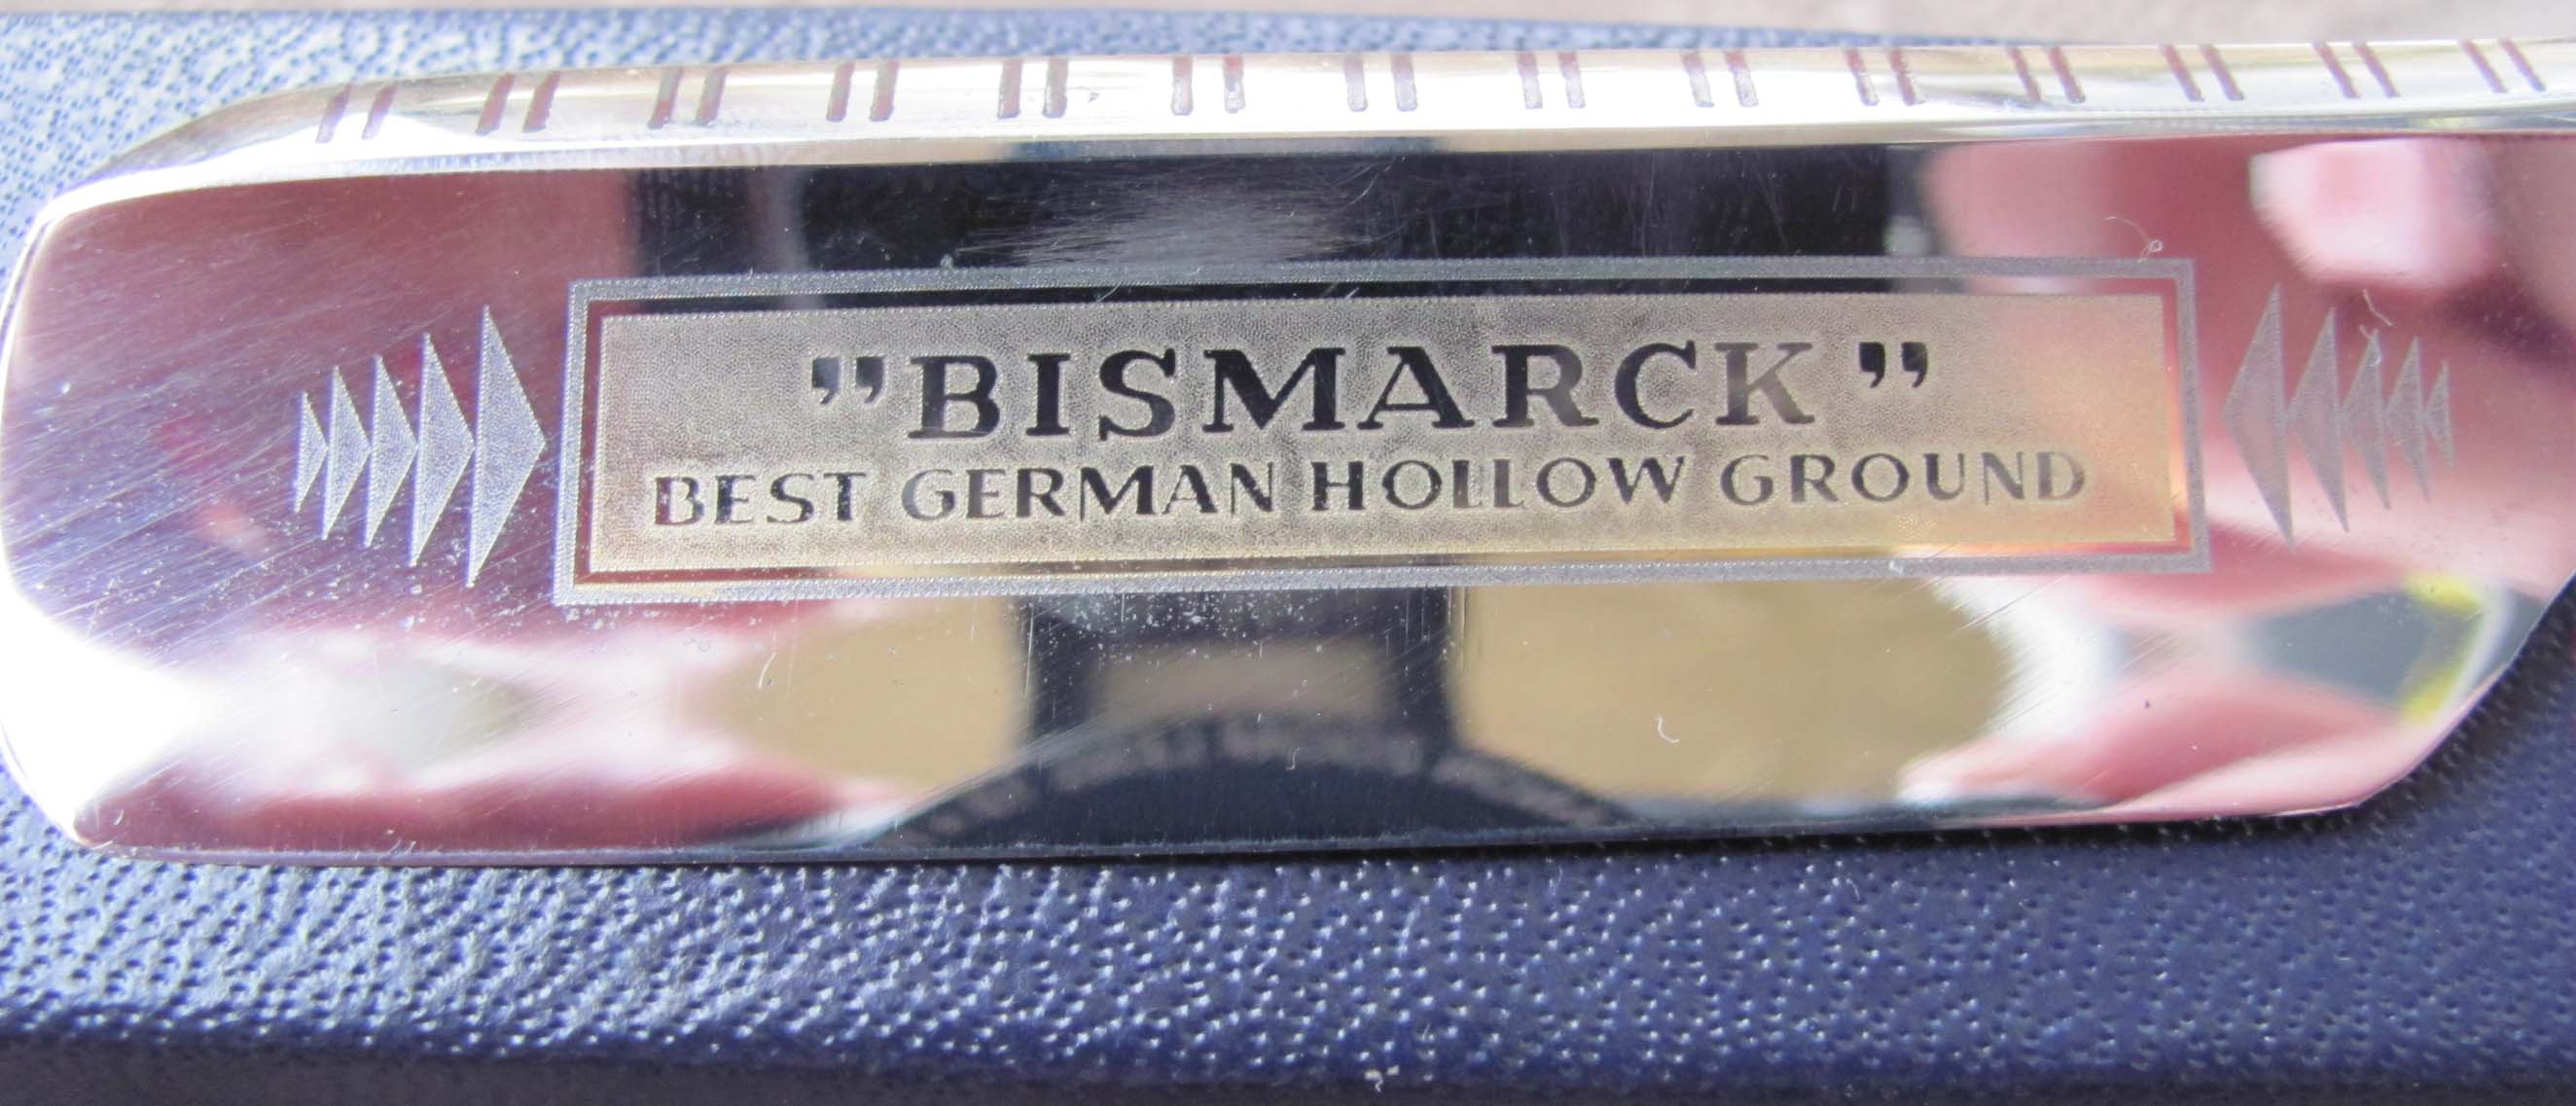 "BISMARCK"
BEST GERMAN HOLLOW GROUND